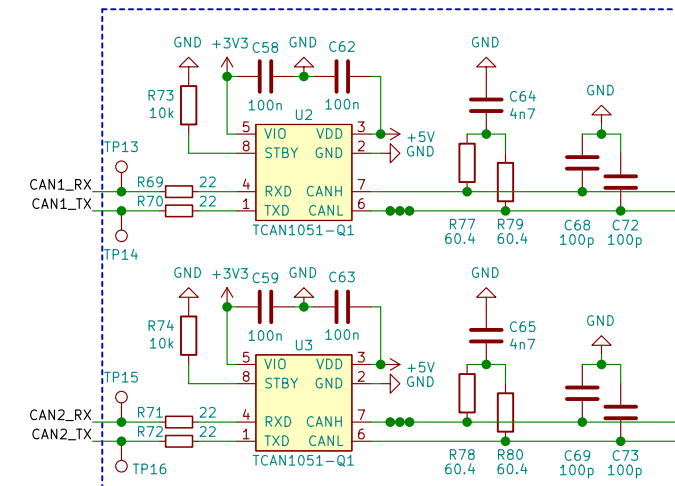 GND +3V3 C58 GND C62 GND
100n 100n
GND
R73
10k
C64
4n7
U2
5 VIO VDD 3 +5V
8 STBY GND 2 GND
TP13
CAN1_RX R69 22 4 RXD CANH 7
CAN1_TX R70 22 1 TXD CANL 6
TCAN1051-Q1
R77 R79 C68 C72
60.4 60.4 100p 100p
TP14
GND +3V3 C59 GND C63 GND
100n 100n
GND
R74
10k
C65
4n7
U3
5 VIO VDD 3 +5V
8 STBY GND 2 GND
TP15
CAN2_RX R71 22 4 RXD CANH 7
CAN2_TX R72 22 1 TXD CANL 6
TCAN1051-Q1
R78 R80 C69 C73
60.4 60.4 100p 100p
TP16